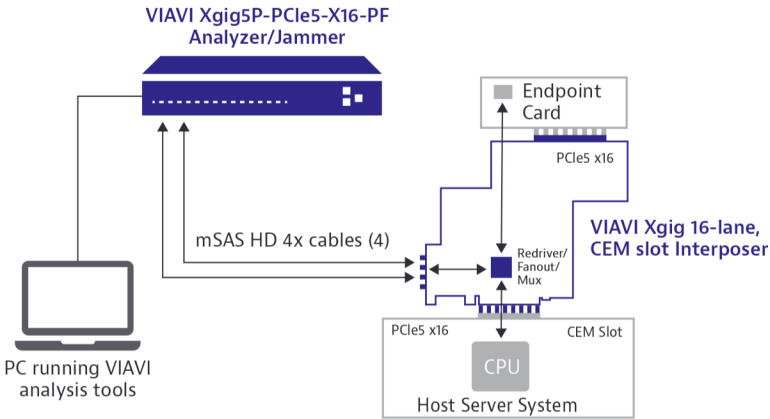 VIAVI Xgig5P-PCIe5-X16-PF
Analyzer/Jammer
Endpoint
Card
PCIe5 x16
VIAVI Xgig 16-lane,
CEM slot Interposer
mSAS HD 4x cables (4)
Redriver/
Fanout/
Mux
PCIe5 x16
CEM Slot
CPU
Host Server System
PC running VIAVI
analysis tools